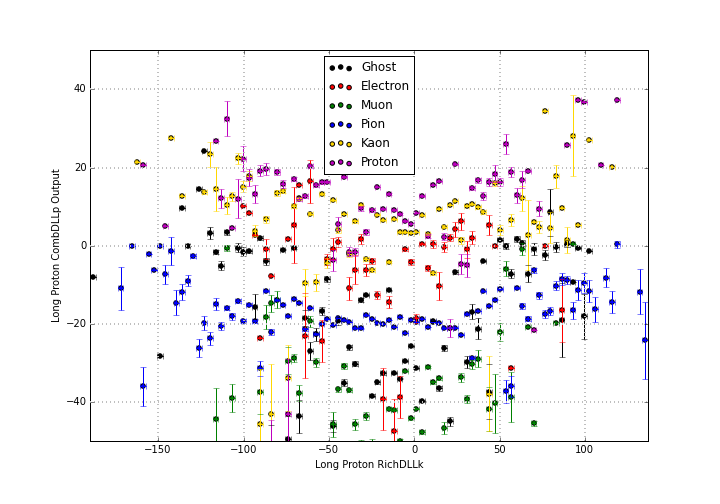 Ghost
Electron
Muon
Pion
Kaon
Proton
40
20
0
−20
−40
−150
−100
−50
0
50
100
Long Proton CombDLLp Output
Long Proton RichDLLk